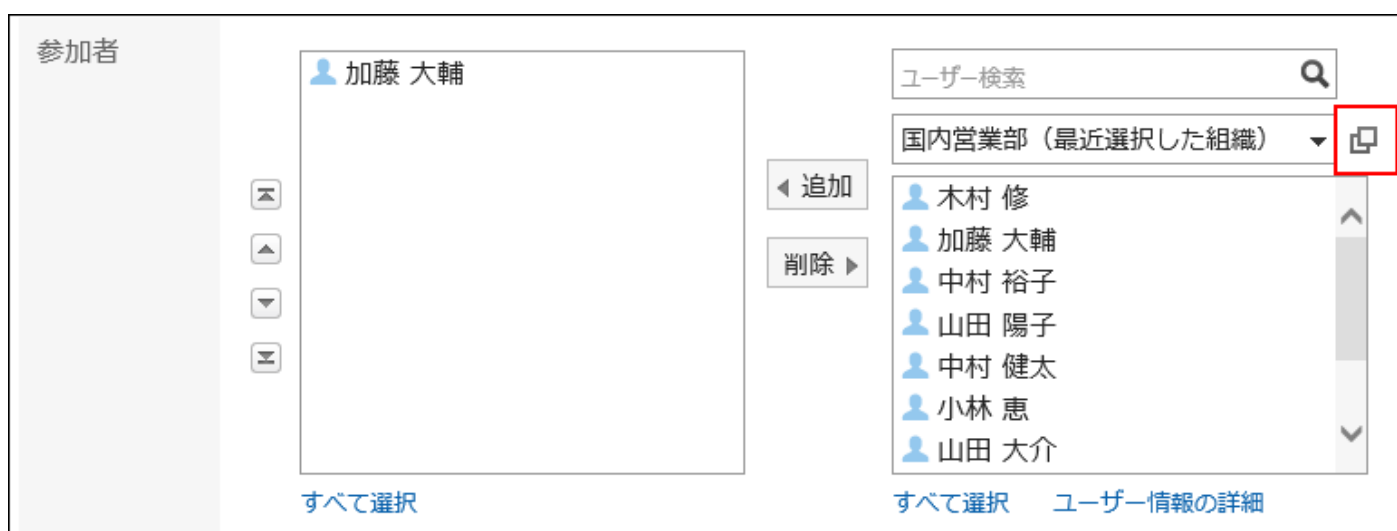 参加者
加藤 大輔
すべて選択
追加
削除
ユーザー検索
国内営業部（最近選択した組織）
木村 修
加藤 大輔
中村 裕子
山田 陽子
中村 健太
小林 恵
山田 大介
すべて選択 ユーザー情報の詳細